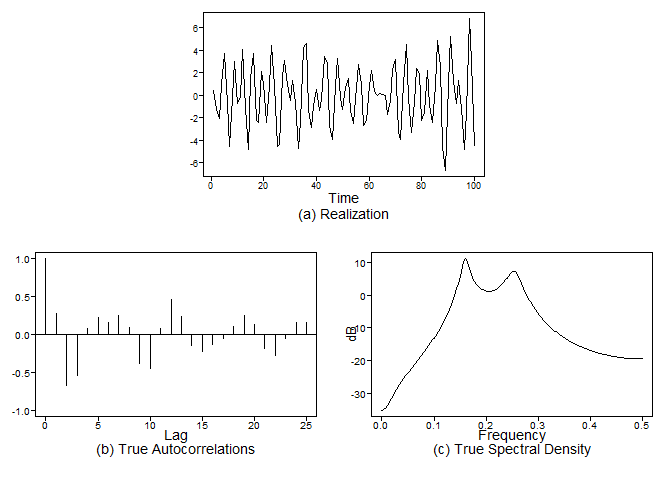 6
4
2
0
-2
-4
-6
0 20 40 60 80 100
Time
(a) Realization
1.0
0.5
0.0
-0.5
-1.0
0 5 10 15 20 25
Lag
(b) True Autocorrelations
10
0
-10
-20
-30
dB
0.0 0.1 0.2 0.3 0.4 0.5
Frequency
(c) True Spectral Density